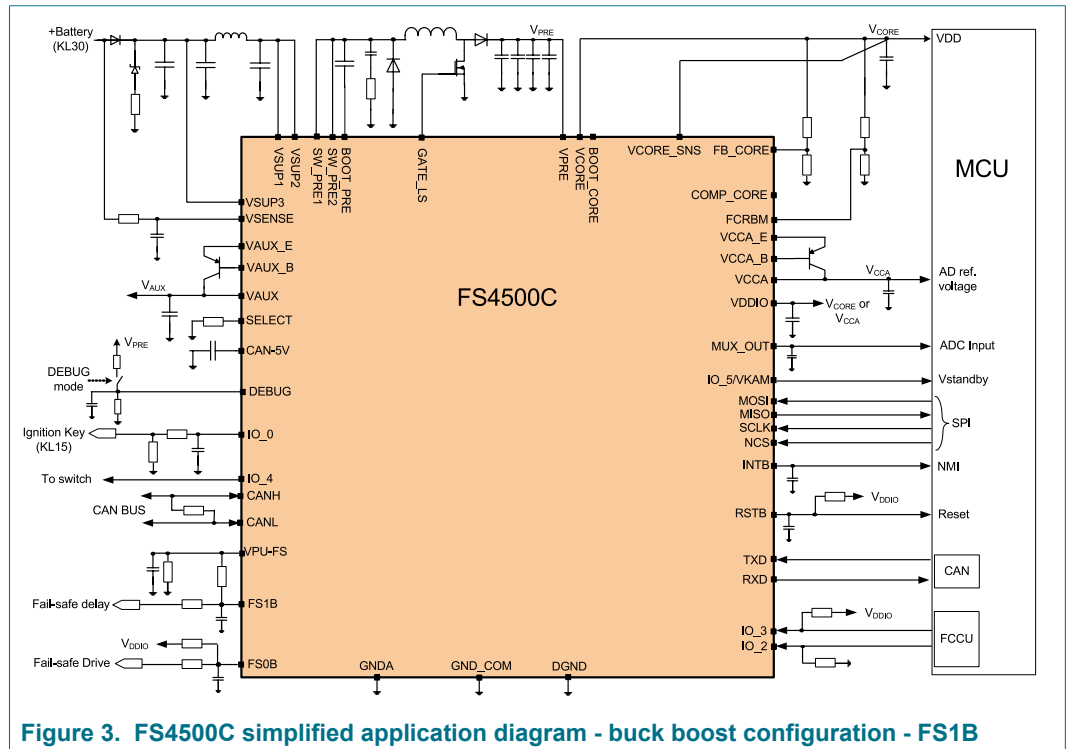 +Battery
(KL30)
VPRE
VCORE
VDD
VSUP1
VSUP2
SW_PRE1
SW_PRE2
BOOT_PRE
GATE_LS
VPRE
VCORE
BOOT_CORE
VCORE_SNS
FB_CORE
MCU
COMP_CORE
VSUP3
VSENSE
FCRBM
VAUX_E
VCCA_E
VAUX_B
VCCA_B
VAUX
VAUX
VCCA
VCCA
AD ref.
voltage
FS4500C
VDDIO
VCORE or
VCCA
SELECT
CAN-5V
MUX_OUT
ADC Input
VPRE
DEBUG
mode
DEBUG
IO_5/VKAM
Vstandby
MOSI
MISO
SCLK
NCS
SPI
Ignition Key
(KL15)
IO_0
INTB
NMI
To switch
IO_4
CANH
CAN BUS
CANL
VDDIO
RSTB
Reset
VPU-FS
TXD
RXD
CAN
Fail-safe delay
FS1B
VDDIO
IO_3
IO_2
FCCU
VDDIO
Fail-safe Drive
FS0B
GNDA
GND_COM
DGND
Figure 3. FS4500C simplified application diagram - buck boost configuration - FS1B